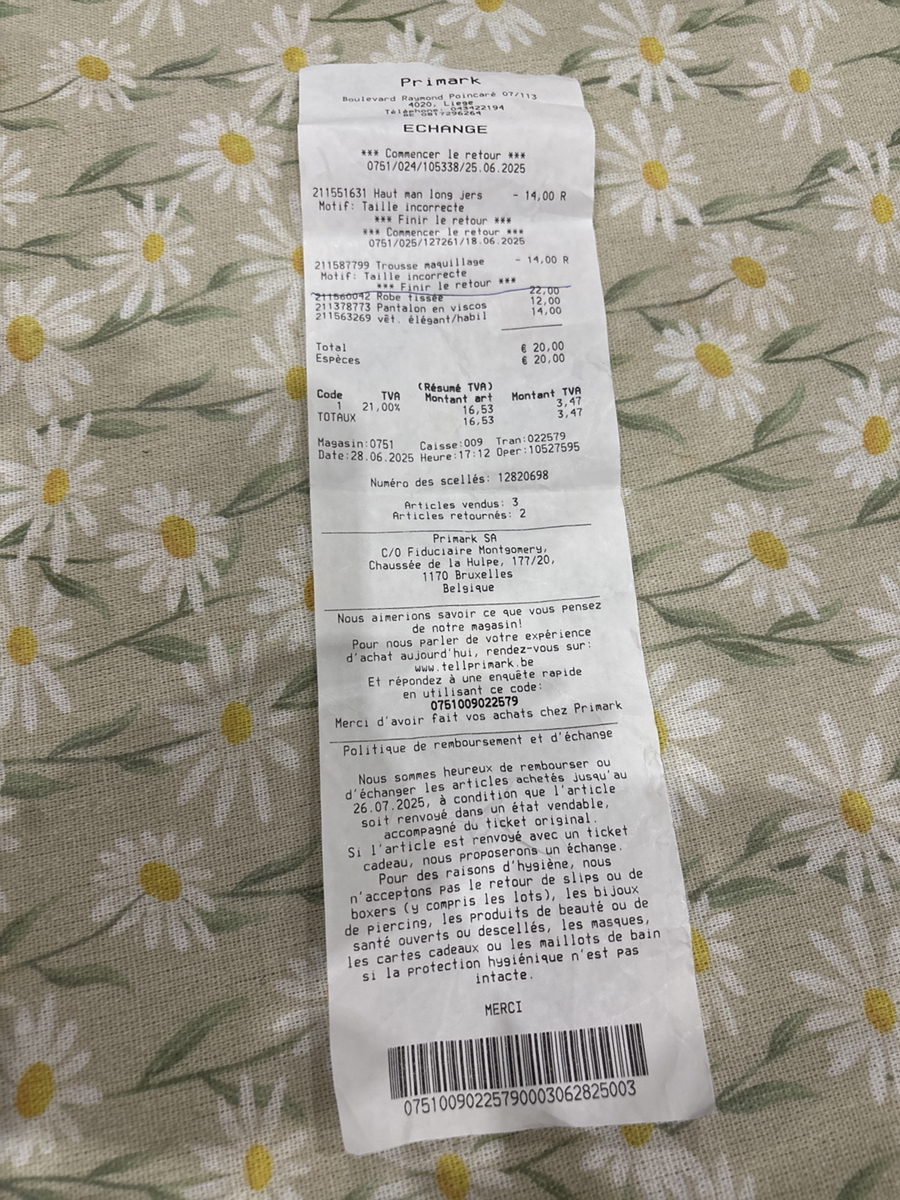 Primark
Boulevard Raymond Poincaré 07/113
4020, Liege
Téléphone: 043422194
BE 0817296264
ECHANGE
*** Commencer le retour ***
0751/024/105338/25.06.2025
211551631 Haut man long jers - 14,00 R
Motif: Taille incorrecte
*** Finir le retour ***
*** Commencer le retour ***
0751/025/127261/18.06.2025
211587799 Trousse maquillage - 14,00 R
Motif: Taille incorrecte
*** Finir le retour ***
211560042 Robe tissée 22,00
211378773 Pantalon en viscos 12,00
211563269 vêt. élégant/habil 14,00
Total € 20,00
Espèces € 20,00
(Résumé TVA)
Code TVA Montant art Montant TVA
1 21,00% 16,53 3,47
TOTAUX 16,53 3,47
Magasin:0751 Caisse:009 Tran:022579
Date:28.06.2025 Heure:17:12 Oper:10527595
Numéro des scellés: 12820698
Articles vendus: 3
Articles retournés: 2
Primark SA
C/O Fiduciaire Montgomery,
Chaussée de la Hulpe, 177/20,
1170 Bruxelles
Belgique
Nous aimerions savoir ce que vous pensez
de notre magasin!
Pour nous parler de votre expérience
d'achat aujourd'hui, rendez-vous sur:
www.tellprimark.be
Et répondez à une enquête rapide
en utilisant ce code:
0751009022579
Merci d'avoir fait vos achats chez Primark
Politique de remboursement et d'échange
Nous sommes heureux de rembourser ou
d'échanger les articles achetés jusqu'au
26.07.2025, à condition que l'article
soit renvoyé dans un état vendable,
accompagné du ticket original.
Si l'article est renvoyé avec un ticket
cadeau, nous proposerons un échange.
Pour des raisons d'hygiène, nous
n'acceptons pas le retour de slips ou de
boxers (y compris les lots), les bijoux
de piercing, les produits de beauté ou de
santé ouverts ou descellés, les masques,
les cartes cadeaux ou les maillots de bain
si la protection hygiénique n'est pas
intacte.
MERCI
07510090225790003062825003